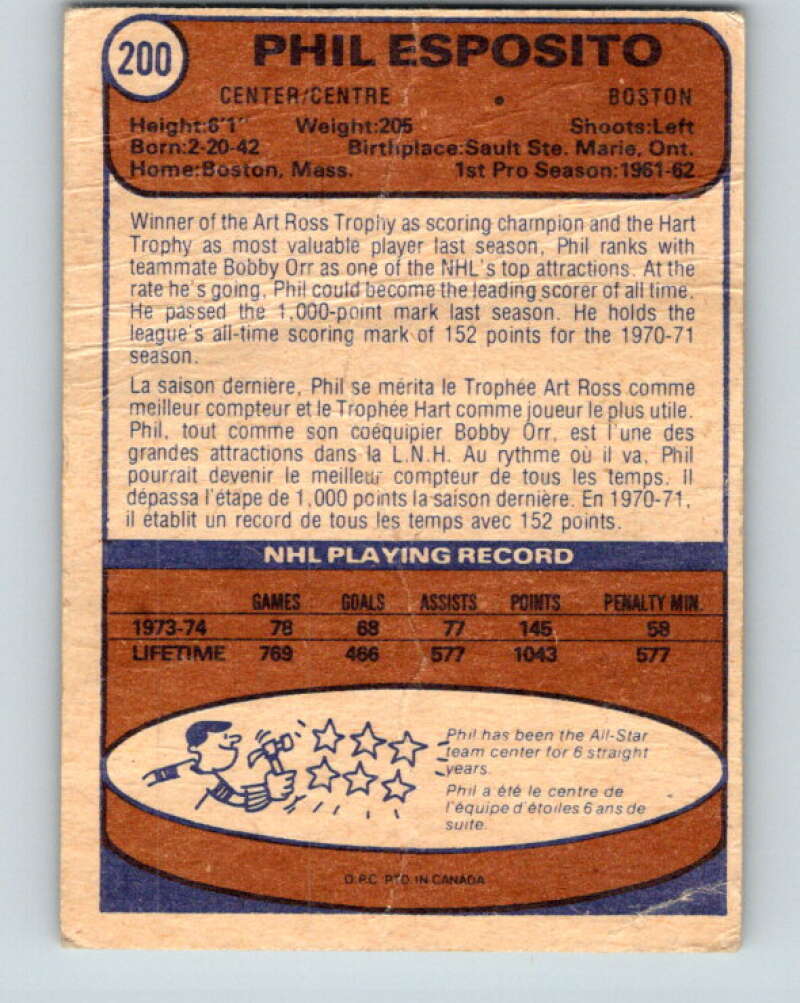 200 PHIL ESPOSITO
CENTER/CENTRE • BOSTON
Height:6'1" Weight:205 Shoots:Left
Born:2-20-42 Birthplace:Sault Ste. Marie, Ont.
Home:Boston, Mass. 1st Pro Season:1961-62
Winner of the Art Ross Trophy as scoring champion and the Hart
Trophy as most valuable player last season, Phil ranks with
teammate Bobby Orr as one of the NHL's top attractions. At the
rate he's going, Phil could become the leading scorer of all time.
He passed the 1,000-point mark last season. He holds the
league's all-time scoring mark of 152 points for the 1970-71
season.
La saison dernière, Phil se mérita le Trophée Art Ross comme
meilleur compteur et le Trophée Hart comme joueur le plus utile.
Phil, tout comme son coéquipier Bobby Orr, est l'une des
grandes attractions dans la L.N.H. Au rythme où il va, Phil
pourrait devenir le meilleur compteur de tous les temps. Il
dépassa l'étape de 1,000 points la saison dernière. En 1970-71,
il établit un record de tous les temps avec 152 points.
NHL PLAYING RECORD
GAMES GOALS ASSISTS POINTS PENALTY MIN.
1973-74 78 68 77 145 58
LIFETIME 769 466 577 1043 577
Phil has been the All-Star
team center for 6 straight
years.
Phil a été le centre de
l'équipe d'étoiles 6 ans de
suite.
O.P.C. PTD. IN CANADA